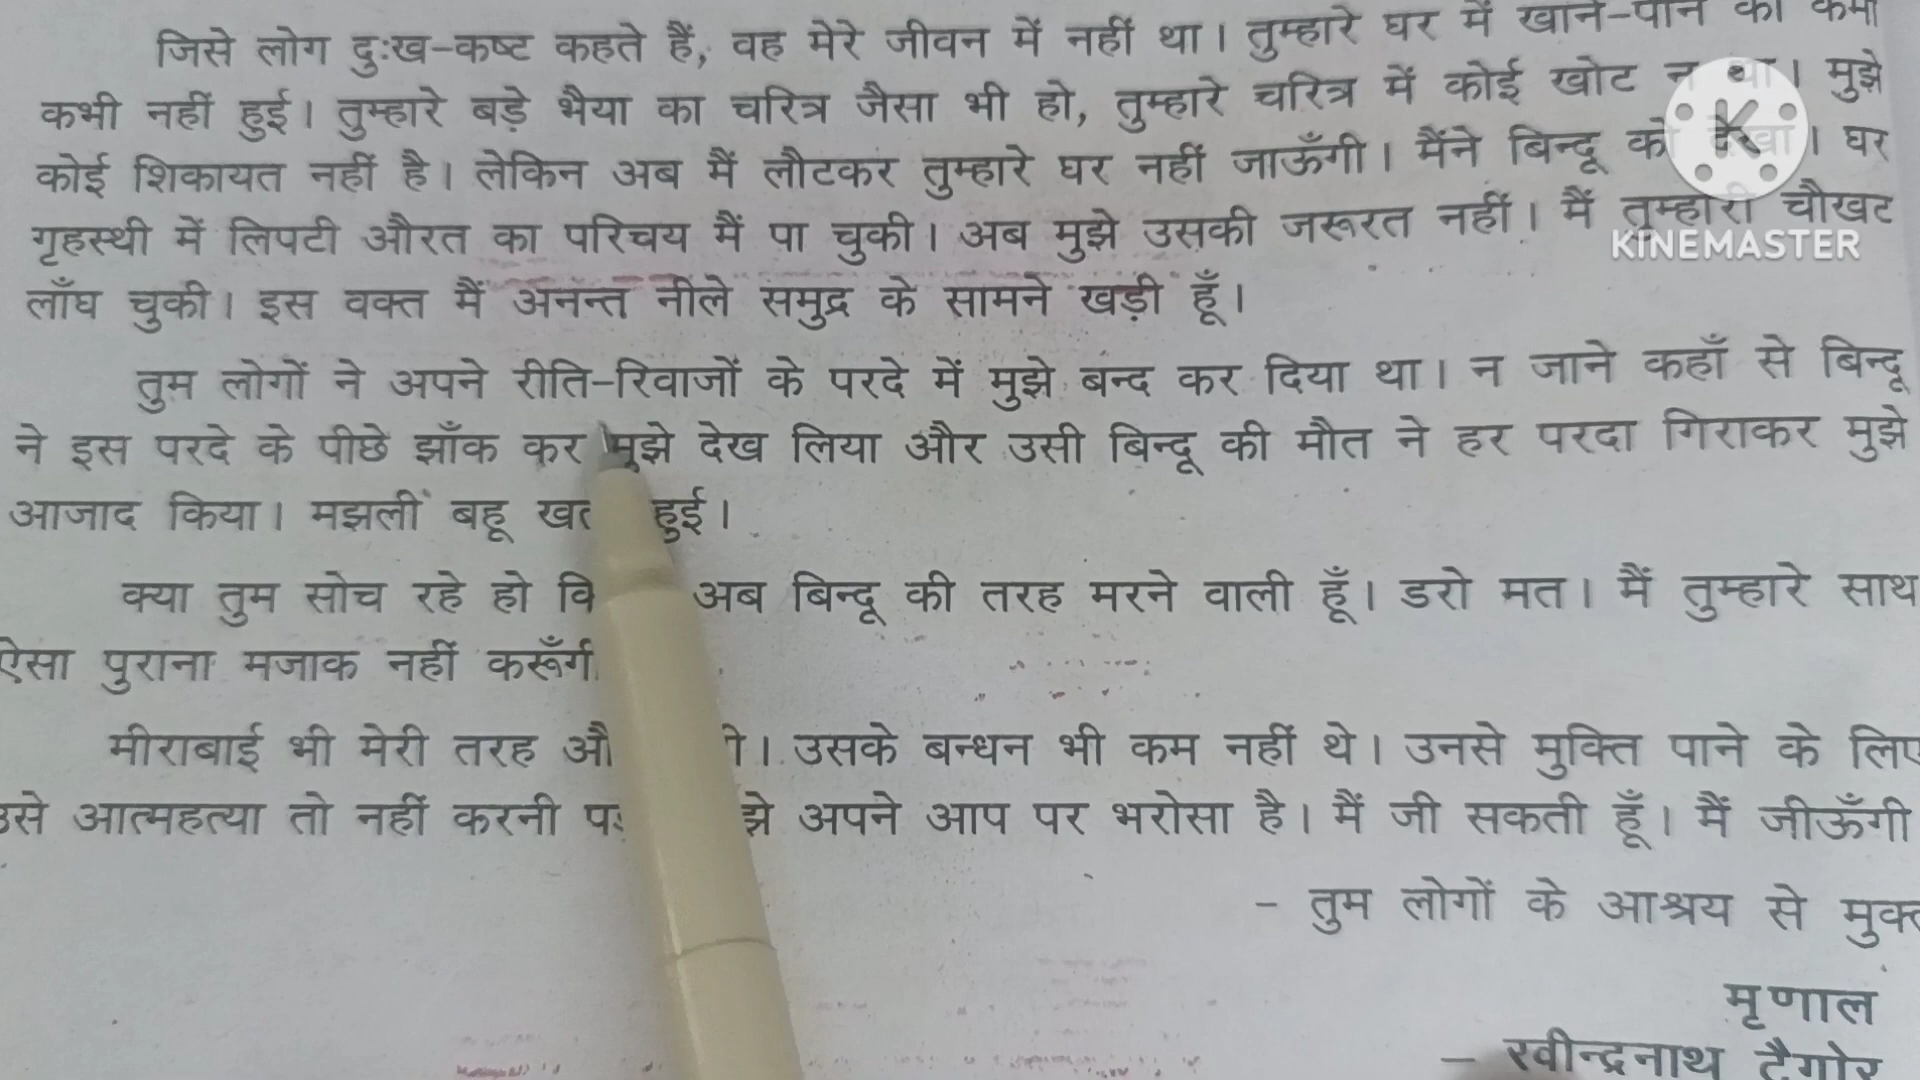 जिसे लोग दुःख-कष्ट कहते हैं, वह मेरे जीवन में नहीं था। तुम्हारे घर में खाने-पीने की कमी
कभी नहीं हुई। तुम्हारे बड़े भैया का चरित्र जैसा भी हो, तुम्हारे चरित्र में कोई खोट न था। मुझे
कोई शिकायत नहीं है। लेकिन अब मैं लौटकर तुम्हारे घर नहीं जाऊँगी। मैंने बिन्दू को देखा। घर
गृहस्थी में लिपटी औरत का परिचय मैं पा चुकी। अब मुझे उसकी जरूरत नहीं। मैं तुम्हारी चौखट
KINEMASTER
लाँघ चुकी। इस वक्त मैं अनन्त नीले समुद्र के सामने खड़ी हूँ।
तुम लोगों ने अपने रीति-रिवाजों के परदे में मुझे बन्द कर दिया था। न जाने कहाँ से बिन्दू
ने इस परदे के पीछे झाँक कर मुझे देख लिया और उसी बिन्दू की मौत ने हर परदा गिराकर मुझे
आजाद किया। मझली बहू हुई।
क्या तुम सोच रहे हो अब बिन्दू की तरह मरने वाली हूँ। डरो मत। मैं तुम्हारे साथ
ऐसा पुराना मजाक नहीं करूँगी
मीराबाई भी मेरी तरह उसके बन्धन भी कम नहीं थे। उनसे मुक्ति पाने के लिए
उसे आत्महत्या तो नहीं करनी अपने आप पर भरोसा है। मैं जी सकती हूँ। मैं जीऊँगी
- तुम लोगों के आश्रय से मुक्त
मृणाल
- रवीन्द्रनाथ टैगोर